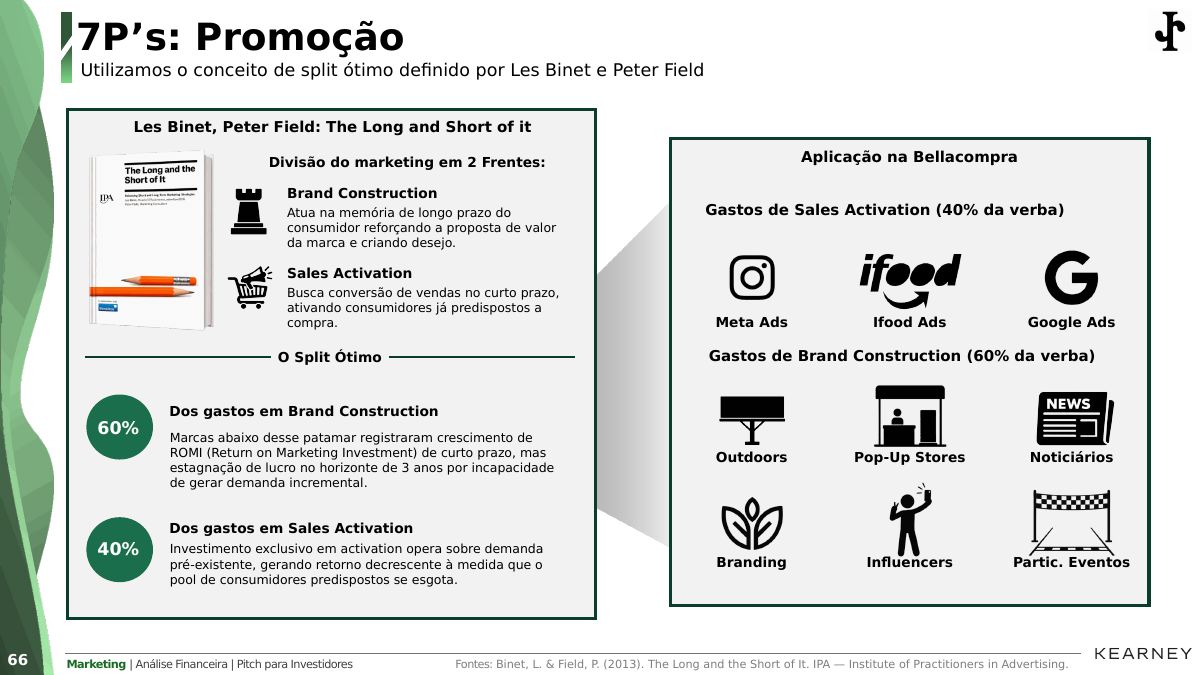 7P’s: Promoção
Utilizamos o conceito de split ótimo definido por Les Binet e Peter Field
Les Binet, Peter Field: The Long and Short of it
The Long and the
Short of It
IPA
Divisão do marketing em 2 Frentes:
Brand Construction
Atua na memória de longo prazo do
consumidor reforçando a proposta de valor
da marca e criando desejo.
Sales Activation
Busca conversão de vendas no curto prazo,
ativando consumidores já predispostos a
compra.
O Split Ótimo
60%
Dos gastos em Brand Construction
Marcas abaixo desse patamar registraram crescimento de
ROMI (Return on Marketing Investment) de curto prazo, mas
estagnação de lucro no horizonte de 3 anos por incapacidade
de gerar demanda incremental.
40%
Dos gastos em Sales Activation
Investimento exclusivo em activation opera sobre demanda
pré-existente, gerando retorno decrescente à medida que o
pool de consumidores predispostos se esgota.
Aplicação na Bellacompra
Gastos de Sales Activation (40% da verba)
ifood
G
Meta Ads
Ifood Ads
Google Ads
Gastos de Brand Construction (60% da verba)
NEWS
Outdoors
Pop-Up Stores
Noticiários
Branding
Influencers
Partic. Eventos
66
Marketing | Análise Financeira | Pitch para Investidores
Fontes: Binet, L. & Field, P. (2013). The Long and the Short of It. IPA — Institute of Practitioners in Advertising.
KEARNEY